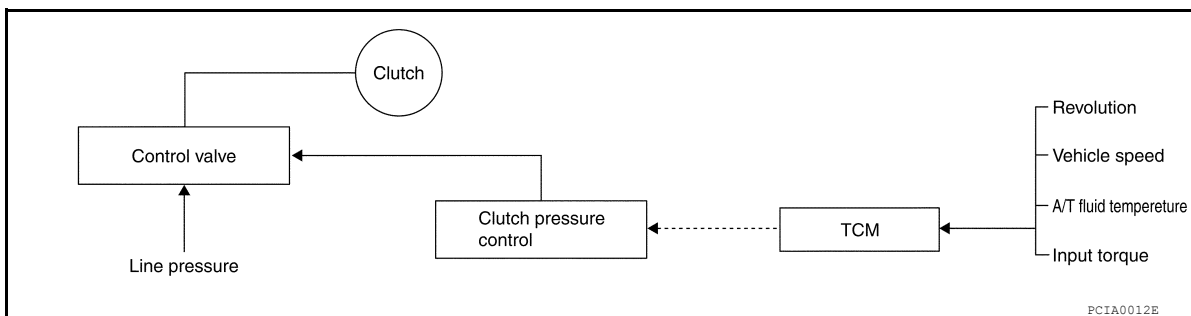 Clutch
Control valve
Line pressure
Clutch pressure
control
TCM
Revolution
Vehicle speed
A/T fluid tempereture
Input torque
PCIA0012E